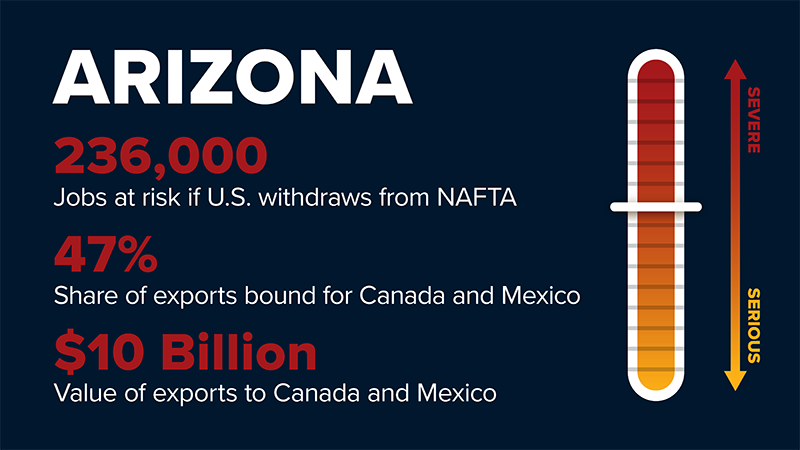 ARIZONA
236,000
Jobs at risk if U.S. withdraws from NAFTA
47%
Share of exports bound for Canada and Mexico
$10 Billion
Value of exports to Canada and Mexico
SEVERE
SERIOUS